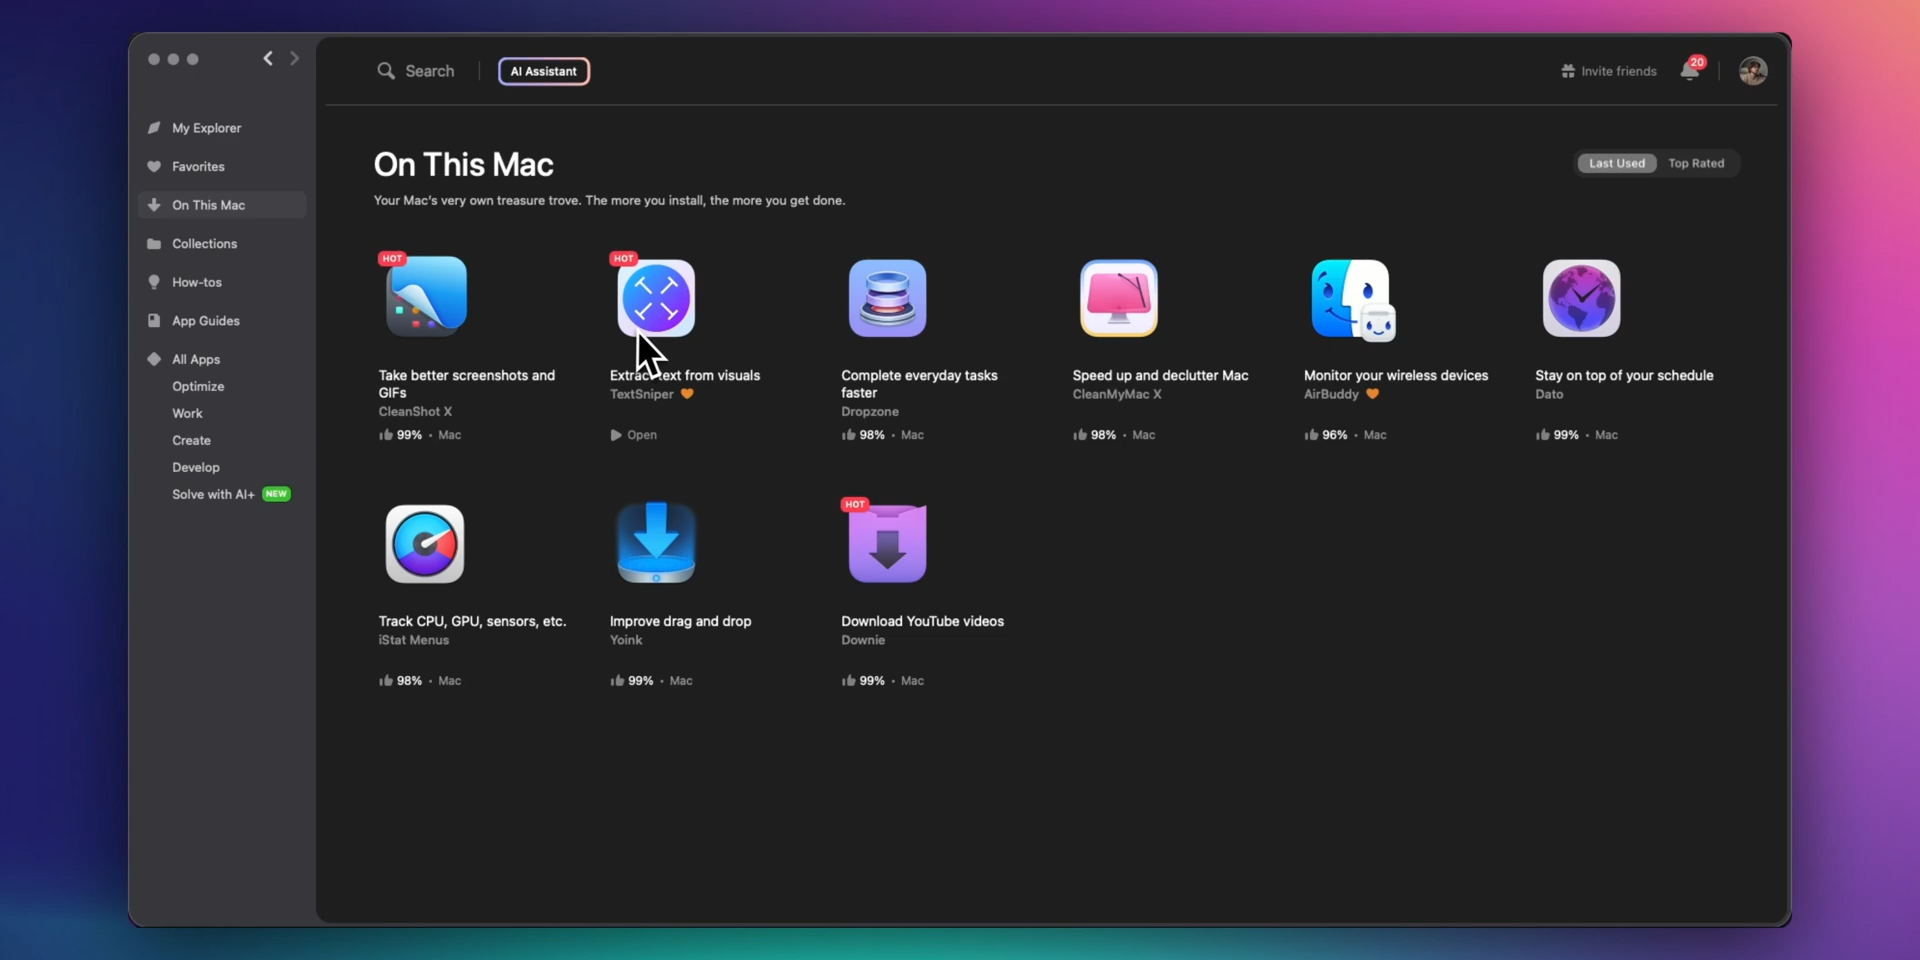 Search
AI Assistant
Invite friends
20
My Explorer
Favorites
On This Mac
Collections
How-tos
App Guides
All Apps
Optimize
Work
Create
Develop
Solve with AI+ NEW
On This Mac
Last Used
Top Rated
Your Mac's very own treasure trove. The more you install, the more you get done.
HOT
Take better screenshots and
GIFs
CleanShot X
99% • Mac
HOT
Extract text from visuals
TextSniper
Open
Complete everyday tasks
faster
Dropzone
98% • Mac
Speed up and declutter Mac
CleanMyMac X
98% • Mac
Monitor your wireless devices
AirBuddy
96% • Mac
Stay on top of your schedule
Dato
99% • Mac
Track CPU, GPU, sensors, etc.
iStat Menus
98% • Mac
Improve drag and drop
Yoink
99% • Mac
HOT
Download YouTube videos
Downie
99% • Mac